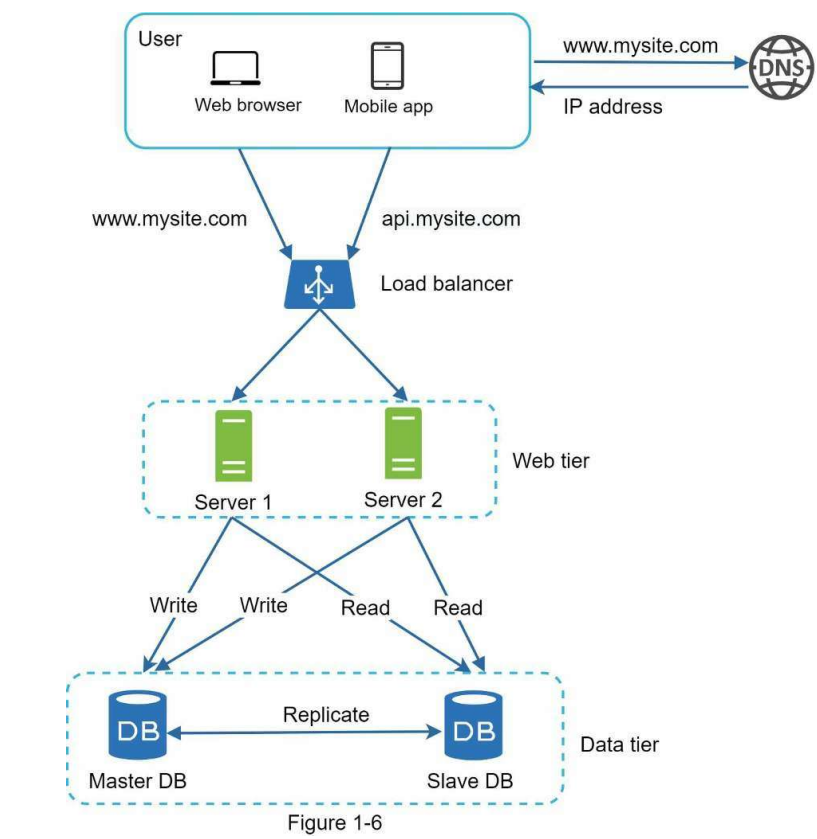 User
www.mysite.com
DNS
Web browser
Mobile app
IP address
www.mysite.com
api.mysite.com
Load balancer
Web tier
Server 1
Server 2
Write
Write
Read
Read
Replicate
DB
DB
Data tier
Master DB
Slave DB
Figure 1-6